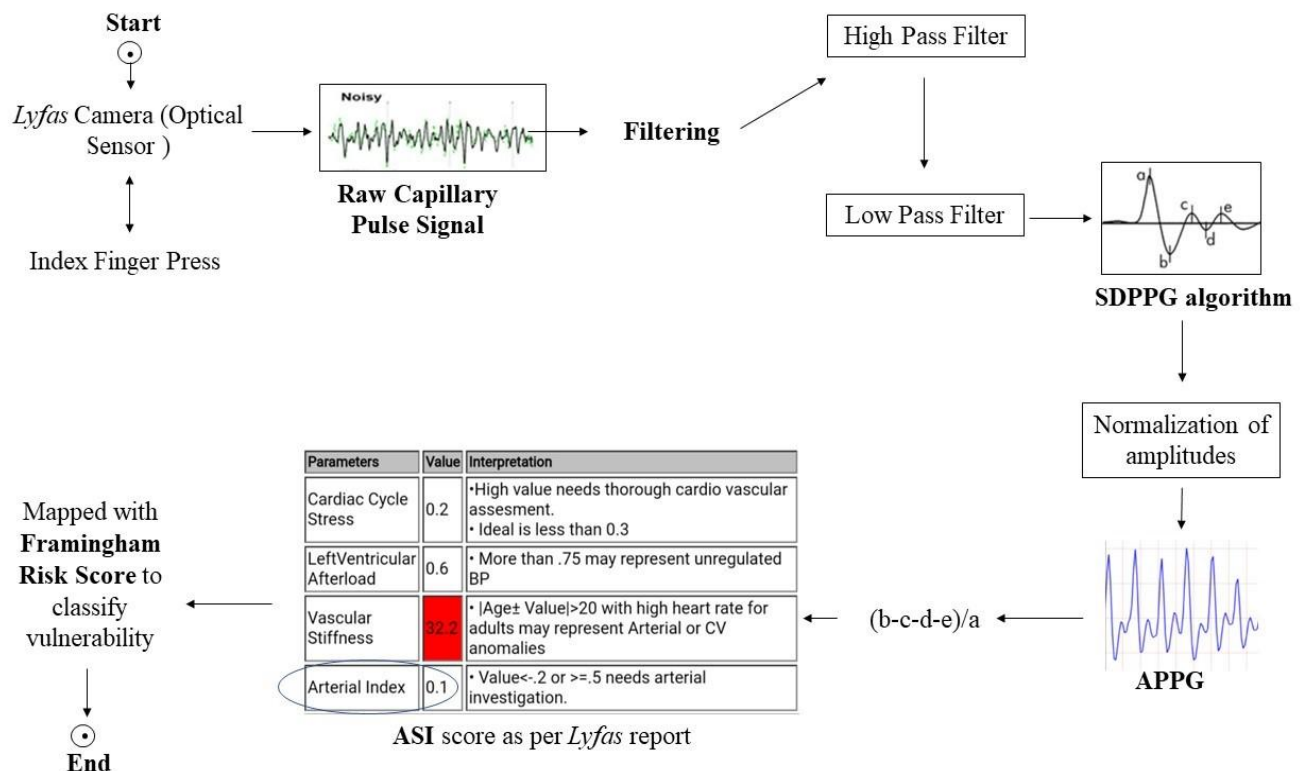 Start
Lyfas Camera (Optical
Sensor )
Index Finger Press
Noisy
Raw Capillary
Pulse Signal
Filtering
High Pass Filter
Low Pass Filter
a
b
c
d
e
SDPPG algorithm
Normalization of
amplitudes
APPG
(b-c-d-e)/a
Parameters Value Interpretation
Cardiac Cycle
Stress
0.2
•High value needs thorough cardio vascular
assesment.
• Ideal is less than 0.3
LeftVentricular
Afterload
0.6
• More than .75 may represent unregulated
BP
Vascular
Stiffness
32.2
• |Age± Value|>20 with high heart rate for
adults may represent Arterial or CV
anomalies
Arterial Index
0.1
• Value<-.2 or >=.5 needs arterial
investigation.
ASI score as per Lyfas report
Mapped with
Framingham
Risk Score to
classify
vulnerability
End